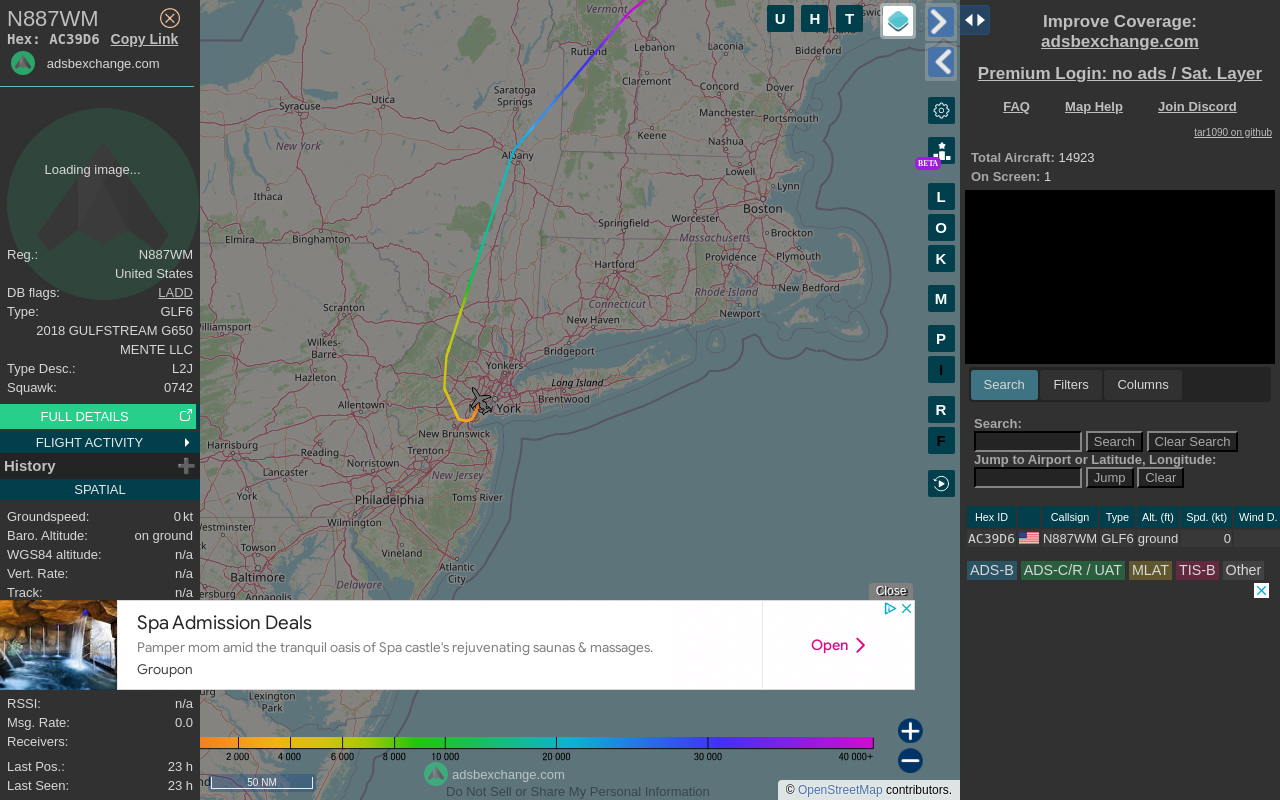 N887WM
Hex: AC39D6 Copy Link
adsbexchange.com
Loading image...
Reg.: N887WM
United States
DB flags: LADD
Type: GLF6
2018 GULFSTREAM G650
MENTE LLC
Type Desc.: L2J
Squawk: 0742
FULL DETAILS
FLIGHT ACTIVITY
History
SPATIAL
Groundspeed: 0 kt
Baro. Altitude: on ground
WGS84 altitude: n/a
Vert. Rate: n/a
Track: n/a
RSSI: n/a
Msg. Rate: 0.0
Receivers:
Last Pos.: 23 h
Last Seen: 23 h
Vermont
Rutland
Lebanon
Laconia
Biddeford
Claremont
Concord
Dover
Saratoga
Springs
Utica
Syracuse
Manchester
Portsmouth
Keene
Nashua
New York
Albany
Lowell
Lynn
Ithaca
Boston
Worcester
Springfield
Brockton
Elmira
Binghamton
Massachusetts
Providence
Plymouth
Hartford
New Bedford
Rhode Island
Connecticut
Newport
Scranton
New Haven
Williamsport
Wilkes-
Barre
Bridgeport
Yonkers
Hazleton
Long Island
Brentwood
Allentown
York
New Brunswick
Harrisburg
Reading
Trenton
Norristown
Lancaster
New Jersey
York
Philadelphia
Toms River
Wilmington
Westminster
Towson
Vineland
Baltimore
Atlantic
City
Delaware
Annapolis
Lexington
Park
U H T
BETA
L
O
K
M
P
I
R
F
Close
Spa Admission Deals
Pamper mom amid the tranquil oasis of Spa castle's rejuvenating saunas & massages.
Groupon
Open
2 000 4 000 6 000 8 000 10 000 20 000 30 000 40 000+
50 NM
adsbexchange.com
Do Not Sell or Share My Personal Information
© OpenStreetMap contributors.
Improve Coverage:
adsbexchange.com
Premium Login: no ads / Sat. Layer
FAQ Map Help Join Discord
tar1090 on github
Total Aircraft: 14923
On Screen: 1
Search Filters Columns
Search:
Search Clear Search
Jump to Airport or Latitude, Longitude:
Jump Clear
Hex ID Callsign Type Alt. (ft) Spd. (kt) Wind D.
AC39D6 N887WM GLF6 ground 0
ADS-B ADS-C/R / UAT MLAT TIS-B Other